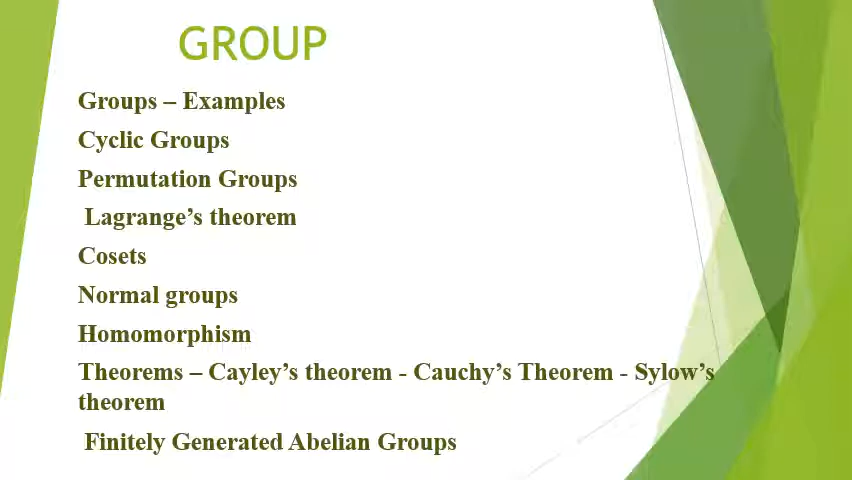 GROUP
Groups – Examples
Cyclic Groups
Permutation Groups
Lagrange’s theorem
Cosets
Normal groups
Homomorphism
Theorems – Cayley’s theorem - Cauchy’s Theorem - Sylow’s
theorem
Finitely Generated Abelian Groups